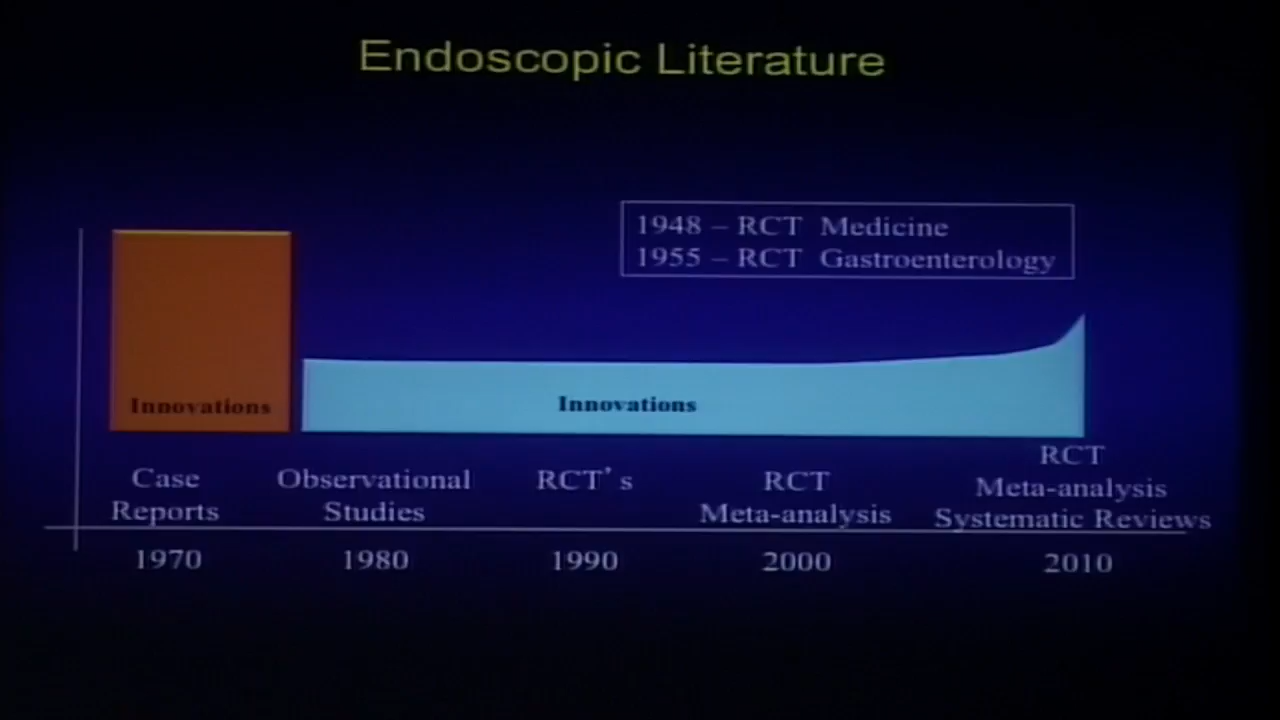 Endoscopic Literature
1948 – RCT Medicine
1955 – RCT Gastroenterology
Innovations
Innovations
Case
Reports
Observational
Studies
RCT's
RCT
Meta-analysis
RCT
Meta-analysis
Systematic Reviews
1970
1980
1990
2000
2010